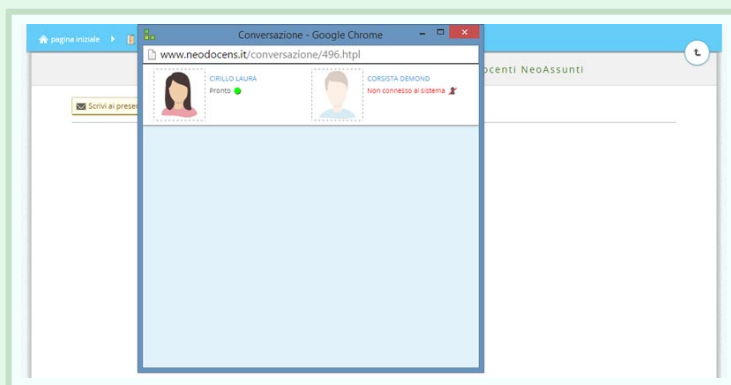 pagina iniziale
Conversazione - Google Chrome
www.neodocens.it/conversazione/496.htpl
ocenti NeoAssunti
CIRILLO LAURA
Pronto
CORSISTA DEMOND
Non connesso al sistema
Scrivi ai prese